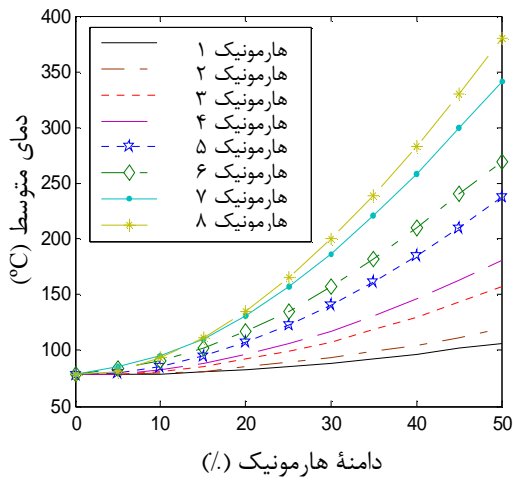 400
350
300
250
200
150
100
50
دمای متوسط (ºC)
هارمونیک ۱
هارمونیک ۲
هارمونیک ۳
هارمونیک ۴
هارمونیک ۵
هارمونیک ۶
هارمونیک ۷
هارمونیک ۸
0 10 20 30 40 50
دامنهٔ هارمونیک (٪)